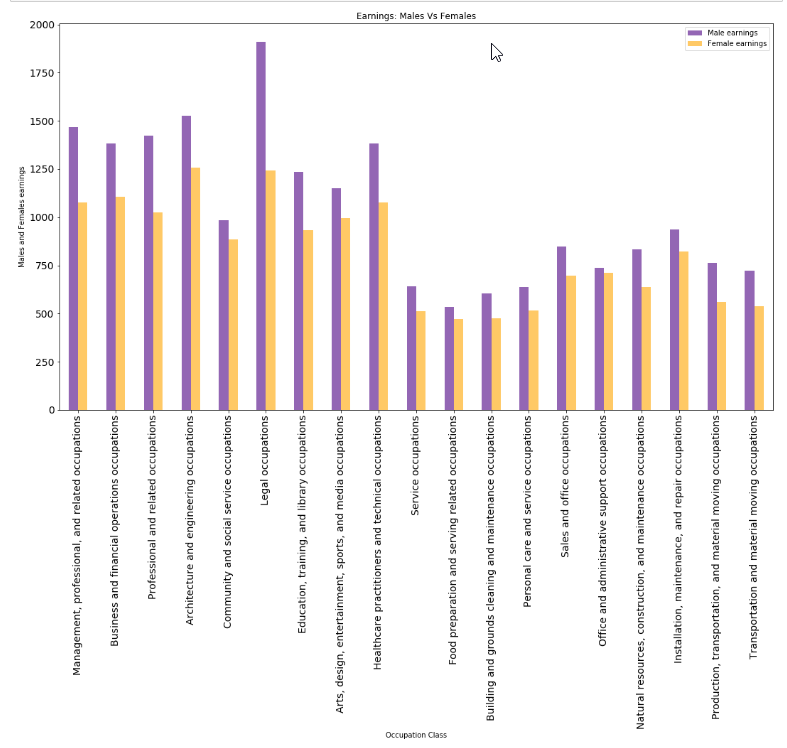 Earnings: Males Vs Females
Male earnings
Female earnings
Males and Females earnings
2000
1750
1500
1250
1000
750
500
250
0
Management, professional, and related occupations
Business and financial operations occupations
Professional and related occupations
Architecture and engineering occupations
Community and social service occupations
Legal occupations
Education, training, and library occupations
Arts, design, entertainment, sports, and media occupations
Healthcare practitioners and technical occupations
Service occupations
Food preparation and serving related occupations
Building and grounds cleaning and maintenance occupations
Personal care and service occupations
Sales and office occupations
Office and administrative support occupations
Natural resources, construction, and maintenance occupations
Installation, maintenance, and repair occupations
Production, transportation, and material moving occupations
Transportation and material moving occupations
Occupation Class